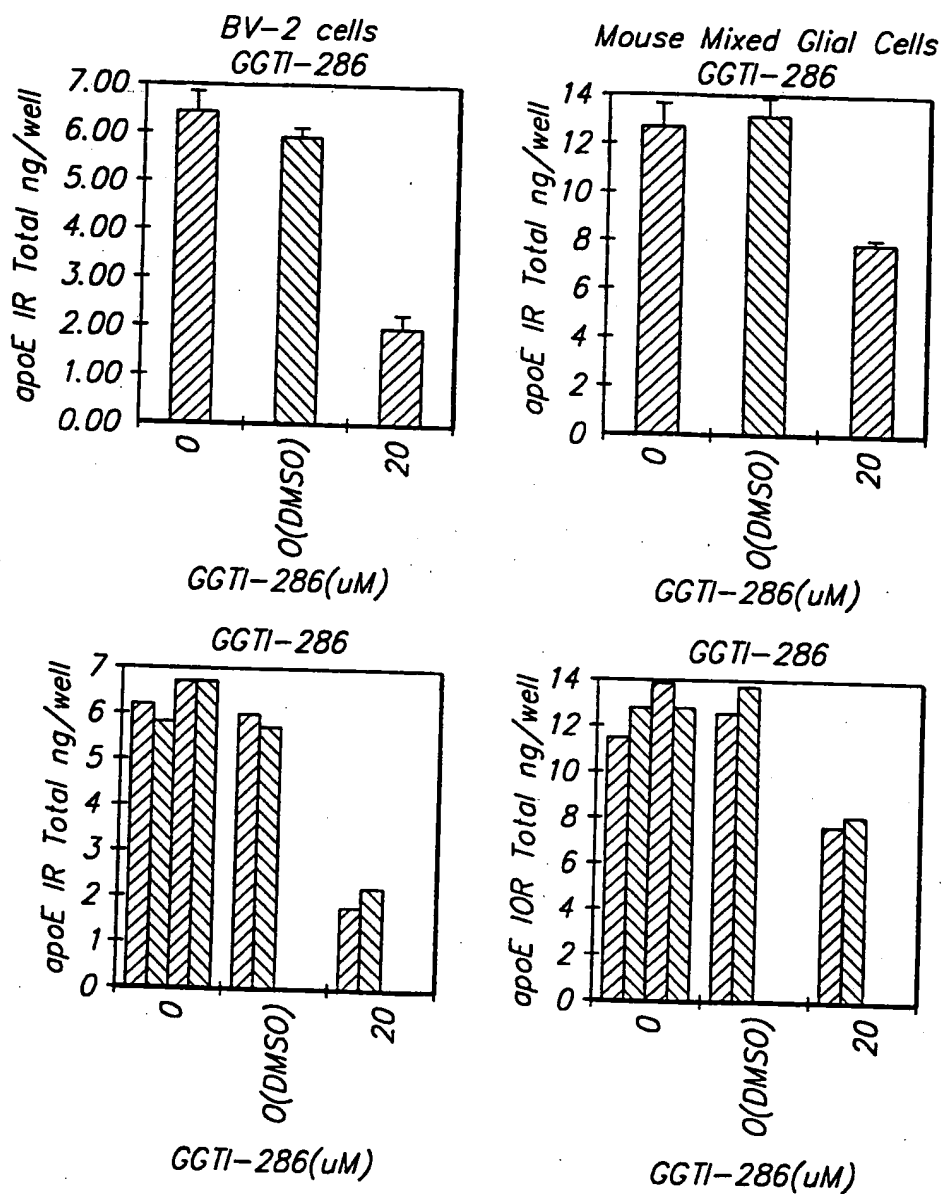 BV-2 cells
GGTI-286
apoE IR Total ng/well
7.00
6.00
5.00
4.00
3.00
2.00
1.00
0.00
0
O(DMSO)
20
GGTI-286(uM)
Mouse Mixed Glial Cells
GGTI-286
apoE IR Total ng/well
14
12
10
8
6
4
2
0
0
O(DMSO)
20
GGTI-286(uM)
GGTI-286
apoE IR Total ng/well
7
6
5
4
3
2
1
0
0
O(DMSO)
20
GGTI-286(uM)
GGTI-286
apoE IOR Total ng/well
14
12
10
8
6
4
2
0
0
O(DMSO)
20
GGTI-286(uM)